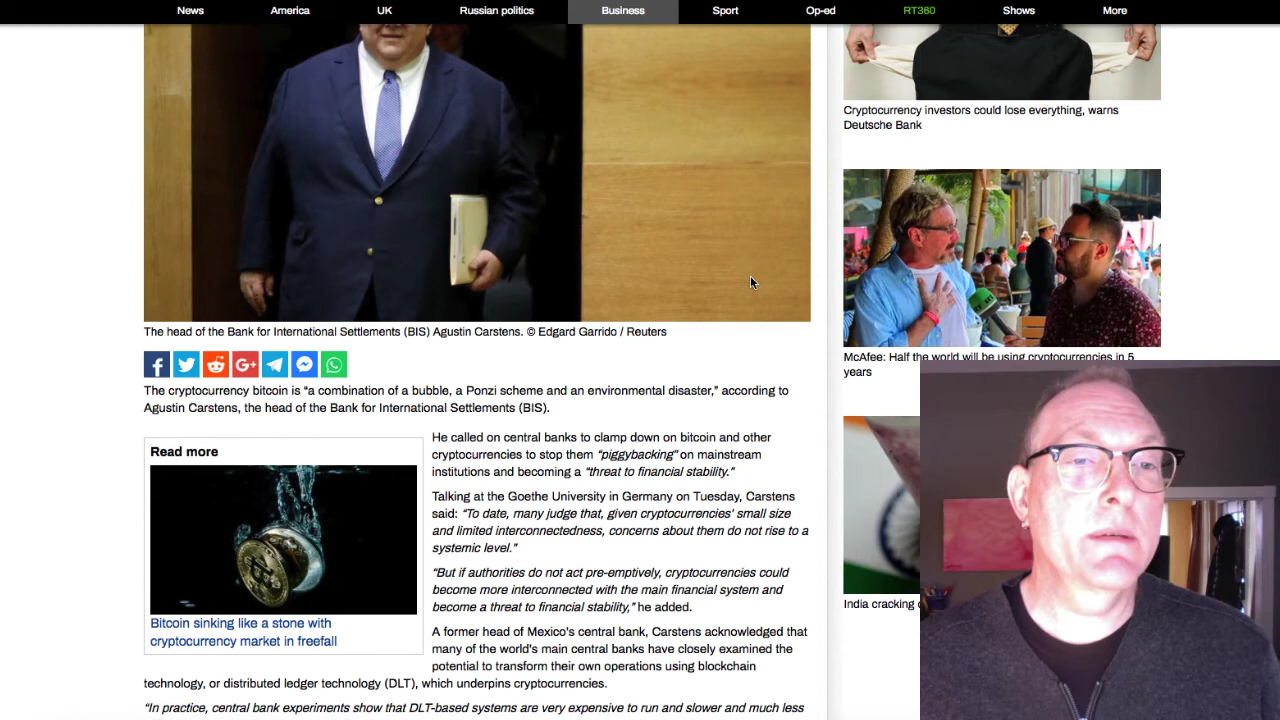 News America UK Russian politics Business Sport Op-ed RT360 Shows More
The head of the Bank for International Settlements (BIS) Agustin Carstens. © Edgard Garrido / Reuters
The cryptocurrency bitcoin is “a combination of a bubble, a Ponzi scheme and an environmental disaster,” according to
Agustin Carstens, the head of the Bank for International Settlements (BIS).
Read more
Bitcoin sinking like a stone with
cryptocurrency market in freefall
He called on central banks to clamp down on bitcoin and other
cryptocurrencies to stop them “piggybacking” on mainstream
institutions and becoming a “threat to financial stability.”
Talking at the Goethe University in Germany on Tuesday, Carstens
said: “To date, many judge that, given cryptocurrencies’ small size
and limited interconnectedness, concerns about them do not rise to a
systemic level.”
“But if authorities do not act pre-emptively, cryptocurrencies could
become more interconnected with the main financial system and
become a threat to financial stability,” he added.
A former head of Mexico’s central bank, Carstens acknowledged that
many of the world’s main central banks have closely examined the
potential to transform their own operations using blockchain
technology, or distributed ledger technology (DLT), which underpins cryptocurrencies.
“In practice, central bank experiments show that DLT-based systems are very expensive to run and slower and much less
Cryptocurrency investors could lose everything, warns
Deutsche Bank
McAfee: Half the world will be using cryptocurrencies in 5
years
India cracking